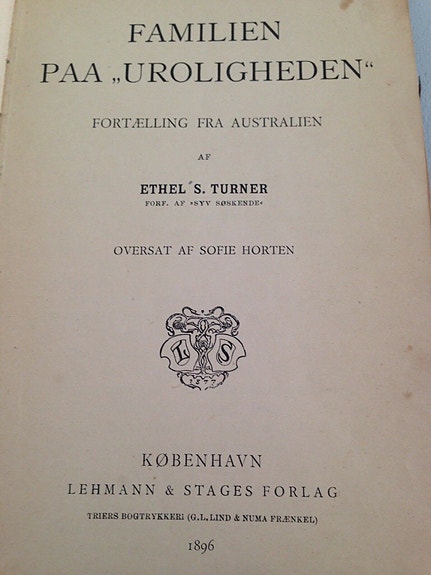 FAMILIEN
PAA „UROLIGHEDEN“
FORTÆLLING FRA AUSTRALIEN
AF
ETHEL S. TURNER
FORF. AF »SYV SØSKENDE«
OVERSAT AF SOFIE HORTEN
L S
1877
KØBENHAVN
LEHMANN & STAGES FORLAG
TRIERS BOGTRYKKERI (G. L. LIND & NUMA FRÆNKEL)
1896